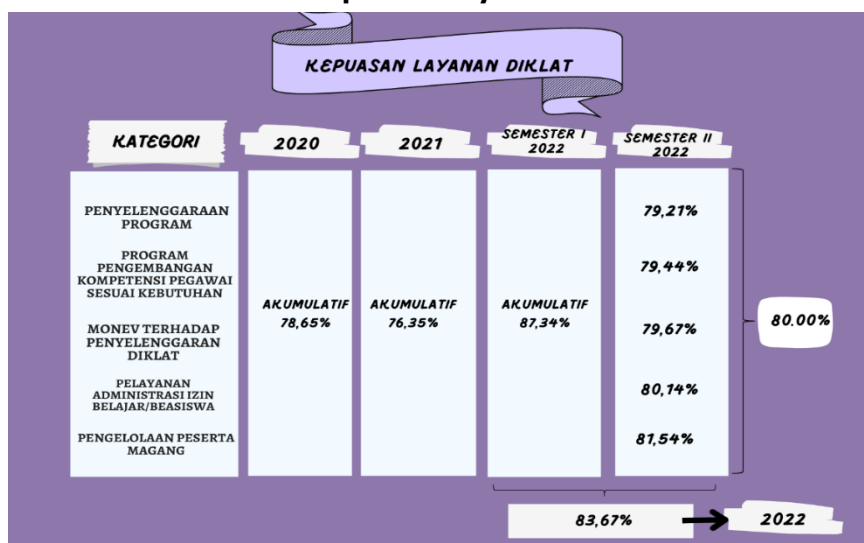 KEPUASAN LAYANAN DIKLAT
KATEGORI
2020
2021
SEMESTER I
2022
SEMESTER II
2022
PENYELENGGARAAN
PROGRAM
79,21%
PROGRAM
PENGEMBANGAN
KOMPETENSI PEGAWAI
SESUAI KEBUTUHAN
79,44%
AKUMULATIF
78,65%
AKUMULATIF
76,35%
AKUMULATIF
87,34%
MONEV TERHADAP
PENYELENGGARAN
DIKLAT
79,67%
80.00%
PELAYANAN
ADMINISTRASI IZIN
BELAJAR/BEASISWA
80,14%
PENGELOLAAN PESERTA
MAGANG
81,54%
83,67%
2022